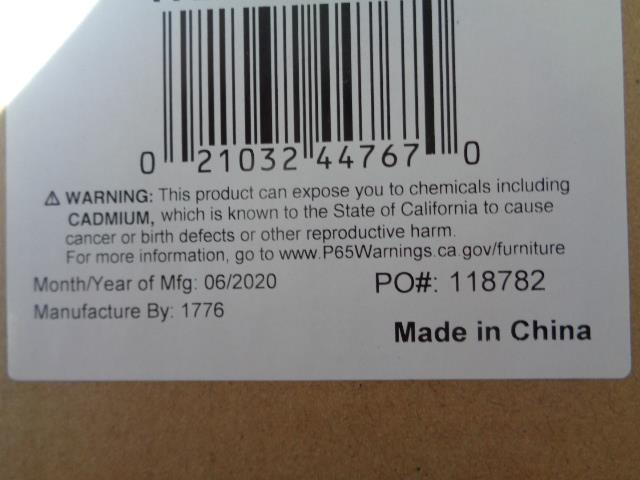 0 21032 44767 0
⚠ WARNING: This product can expose you to chemicals including
CADMIUM, which is known to the State of California to cause
cancer or birth defects or other reproductive harm.
For more information, go to www.P65Warnings.ca.gov/furniture
Month/Year of Mfg: 06/2020 PO#: 118782
Manufacture By: 1776
Made in China